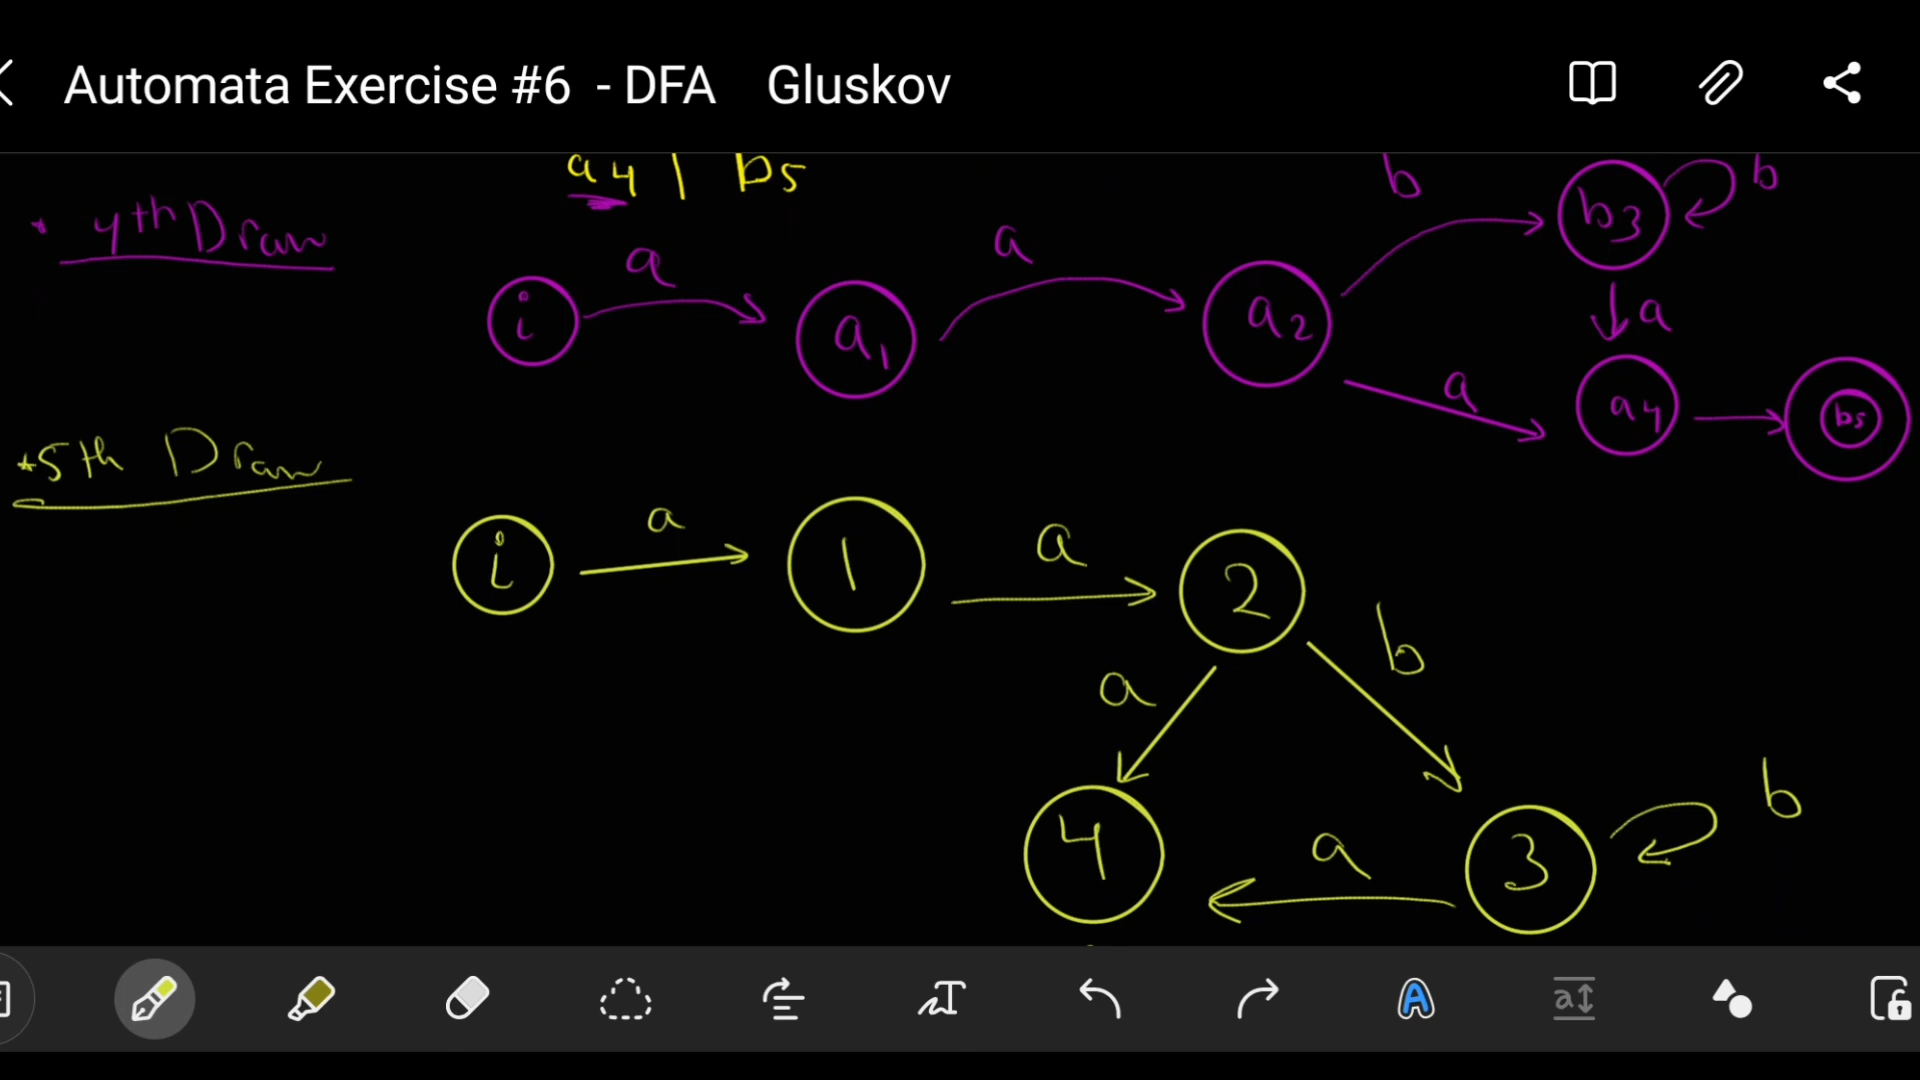 Automata Exercise #6 - DFA Gluskov
a4 | b5
* 4th Draw
b
b3
b
a
a
i
a1
a2
a
a
a4
b5
*5th Draw
a
a
i
1
2
b
a
b
4
a
3